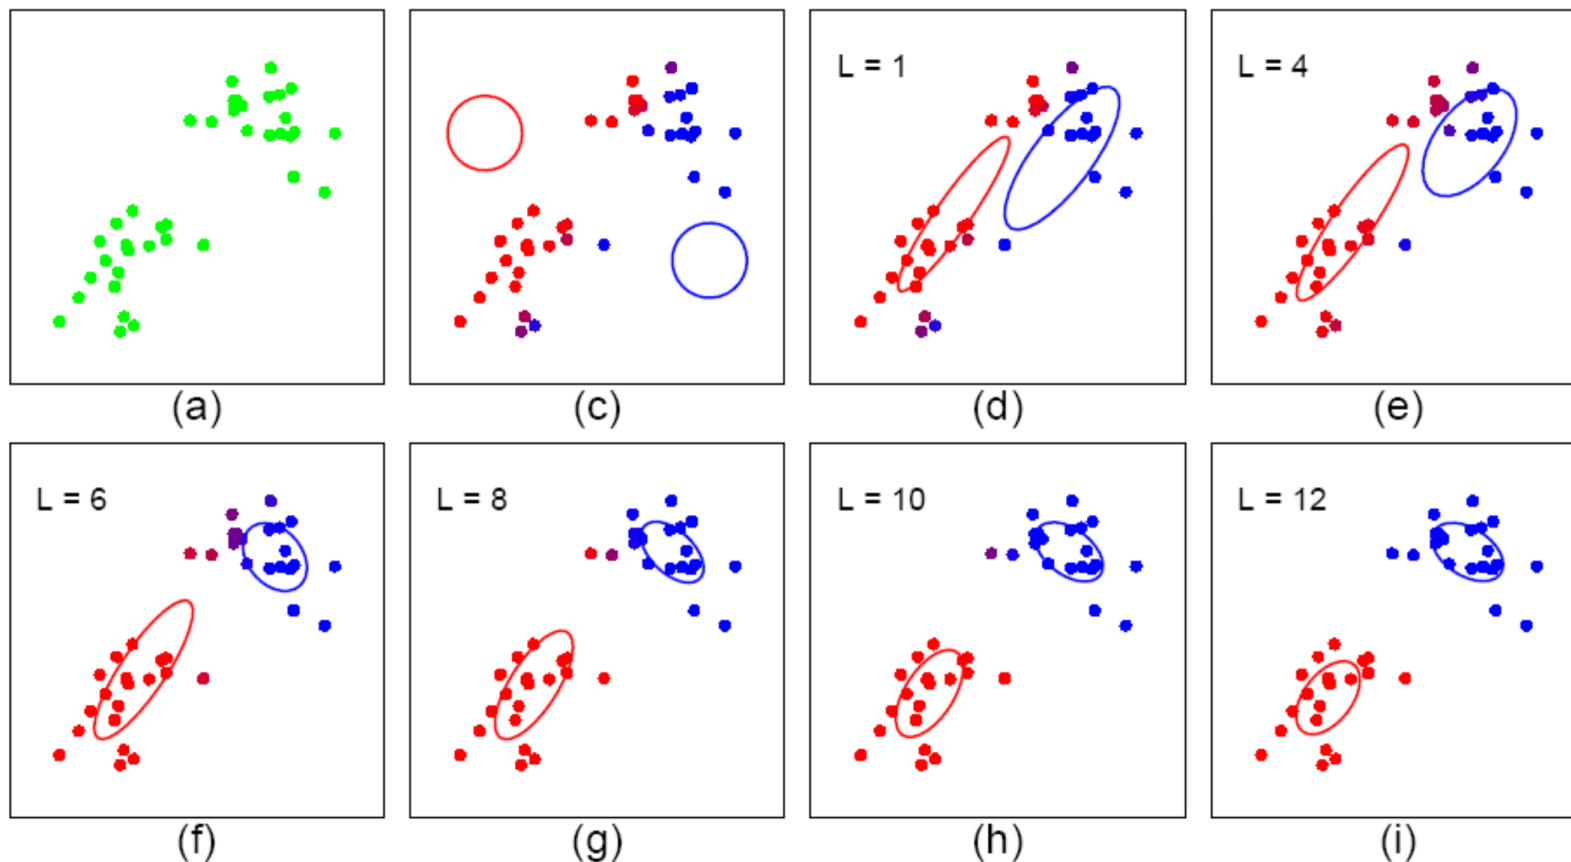 L = 1
L = 4
(a)
(c)
(d)
(e)
L = 6
L = 8
L = 10
L = 12
(f)
(g)
(h)
(i)